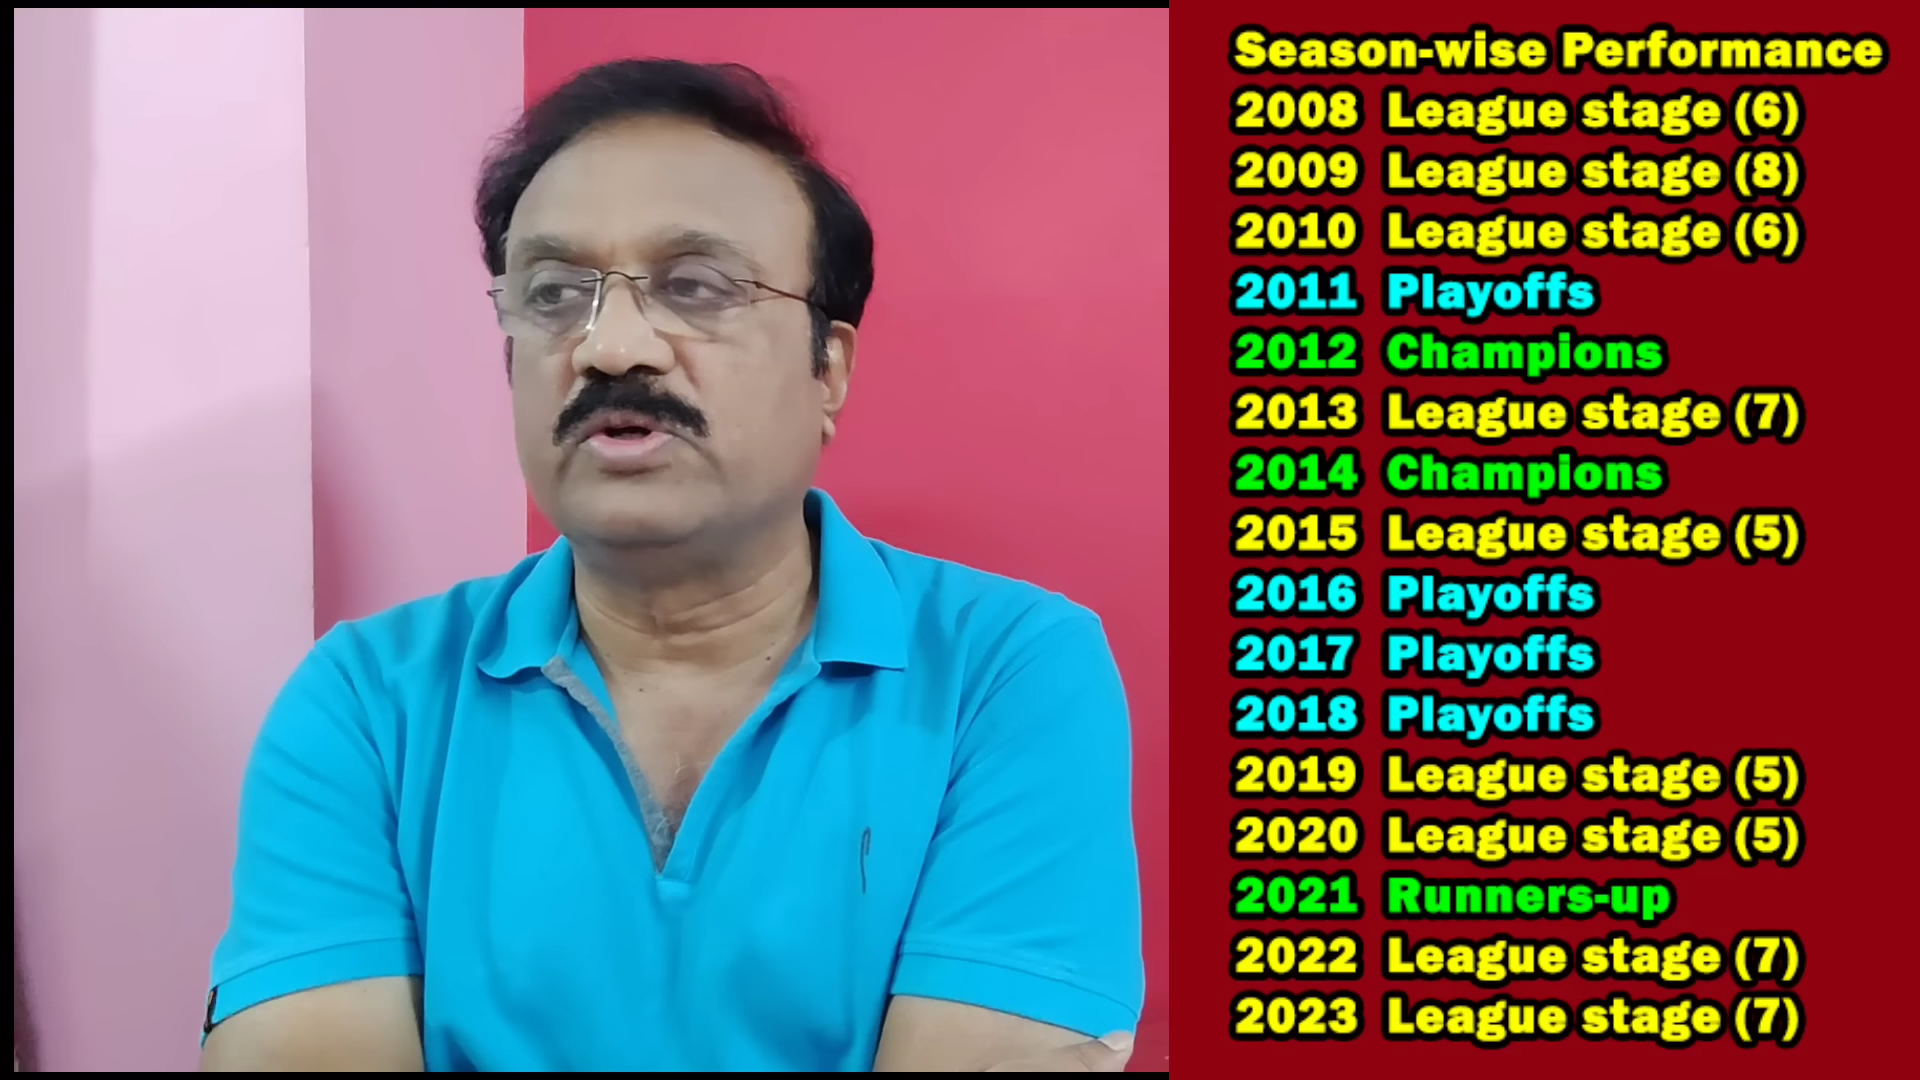 Season-wise Performance
2008 League stage (6)
2009 League stage (8)
2010 League stage (6)
2011 Playoffs
2012 Champions
2013 League stage (7)
2014 Champions
2015 League stage (5)
2016 Playoffs
2017 Playoffs
2018 Playoffs
2019 League stage (5)
2020 League stage (5)
2021 Runners-up
2022 League stage (7)
2023 League stage (7)